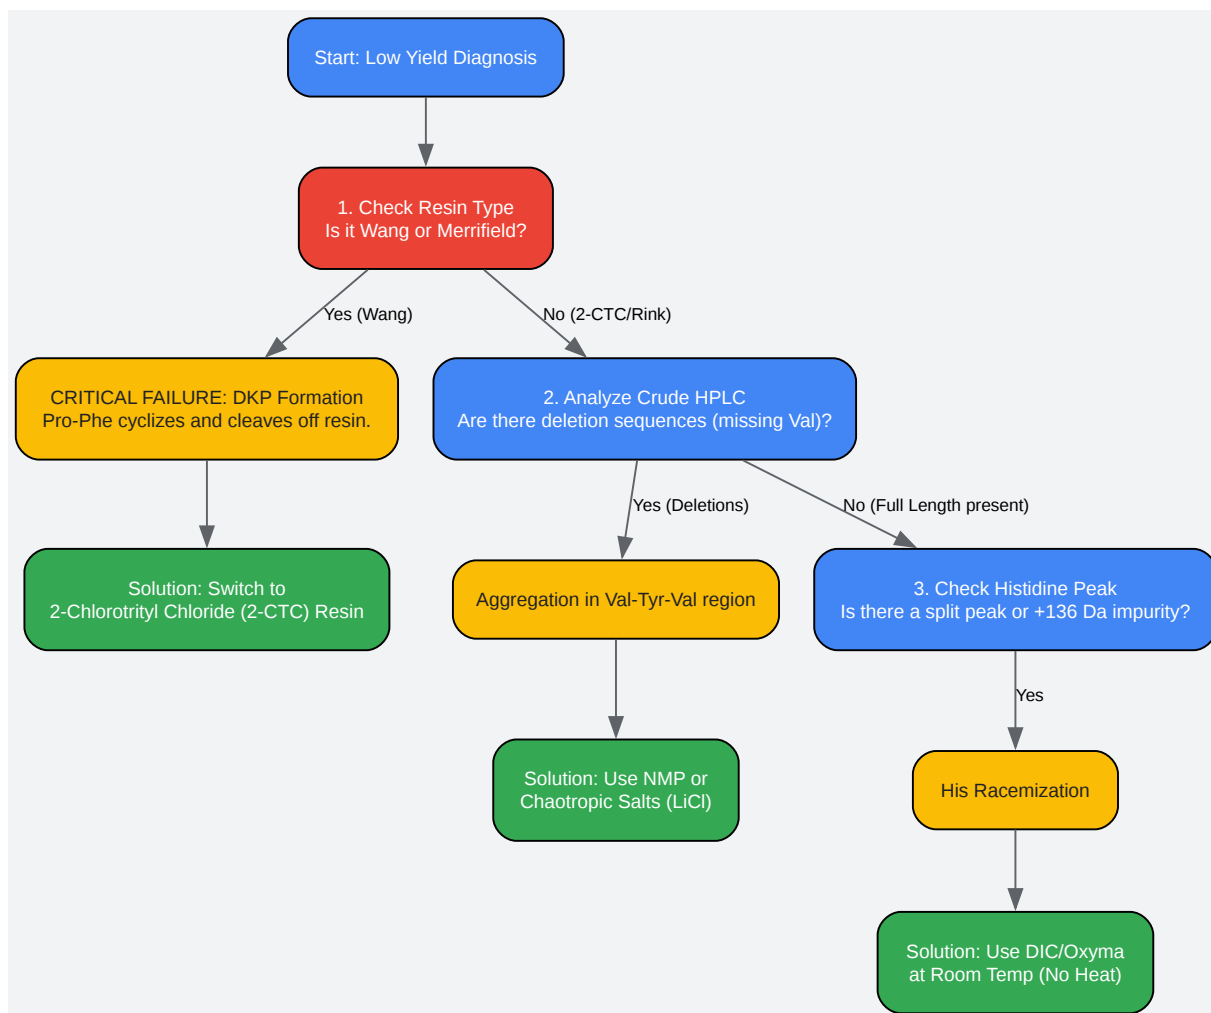 Start: Low Yield Diagnosis
1. Check Resin Type
Is it Wang or Merrifield?
Yes (Wang)
No (2-CTC/Rink)
CRITICAL FAILURE: DKP Formation
Pro-Phe cyclizes and cleaves off resin.
2. Analyze Crude HPLC
Are there deletion sequences (missing Val)?
Yes (Deletions)
No (Full Length present)
Solution: Switch to
2-Chlorotrityl Chloride (2-CTC) Resin
Aggregation in Val-Tyr-Val region
3. Check Histidine Peak
Is there a split peak or +136 Da impurity?
Yes
Solution: Use NMP or
Chaotropic Salts (LiCl)
His Racemization
Solution: Use DIC/Oxyma
at Room Temp (No Heat)